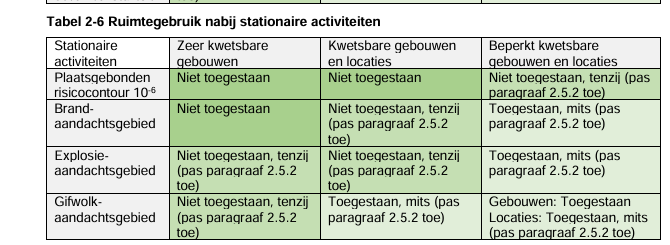 Tabel 2-6 Ruimtegebruik nabij stationaire activiteiten
Stationaire activiteiten | Zeer kwetsbare gebouwen | Kwetsbare gebouwen en locaties | Beperkt kwetsbare gebouwen en locaties
Plaatsgebonden risicocontour 10-6 | Niet toegestaan | Niet toegestaan | Niet toegestaan, tenzij (pas paragraaf 2.5.2 toe)
Brand-aandachtsgebied | Niet toegestaan | Niet toegestaan, tenzij (pas paragraaf 2.5.2 toe) | Toegestaan, mits (pas paragraaf 2.5.2 toe)
Explosie-aandachtsgebied | Niet toegestaan, tenzij (pas paragraaf 2.5.2 toe) | Niet toegestaan, tenzij (pas paragraaf 2.5.2 toe) | Toegestaan, mits (pas paragraaf 2.5.2 toe)
Gifwolk-aandachtsgebied | Niet toegestaan, tenzij (pas paragraaf 2.5.2 toe) | Toegestaan, mits (pas paragraaf 2.5.2 toe) | Gebouwen: Toegestaan Locaties: Toegestaan, mits (pas paragraaf 2.5.2 toe)